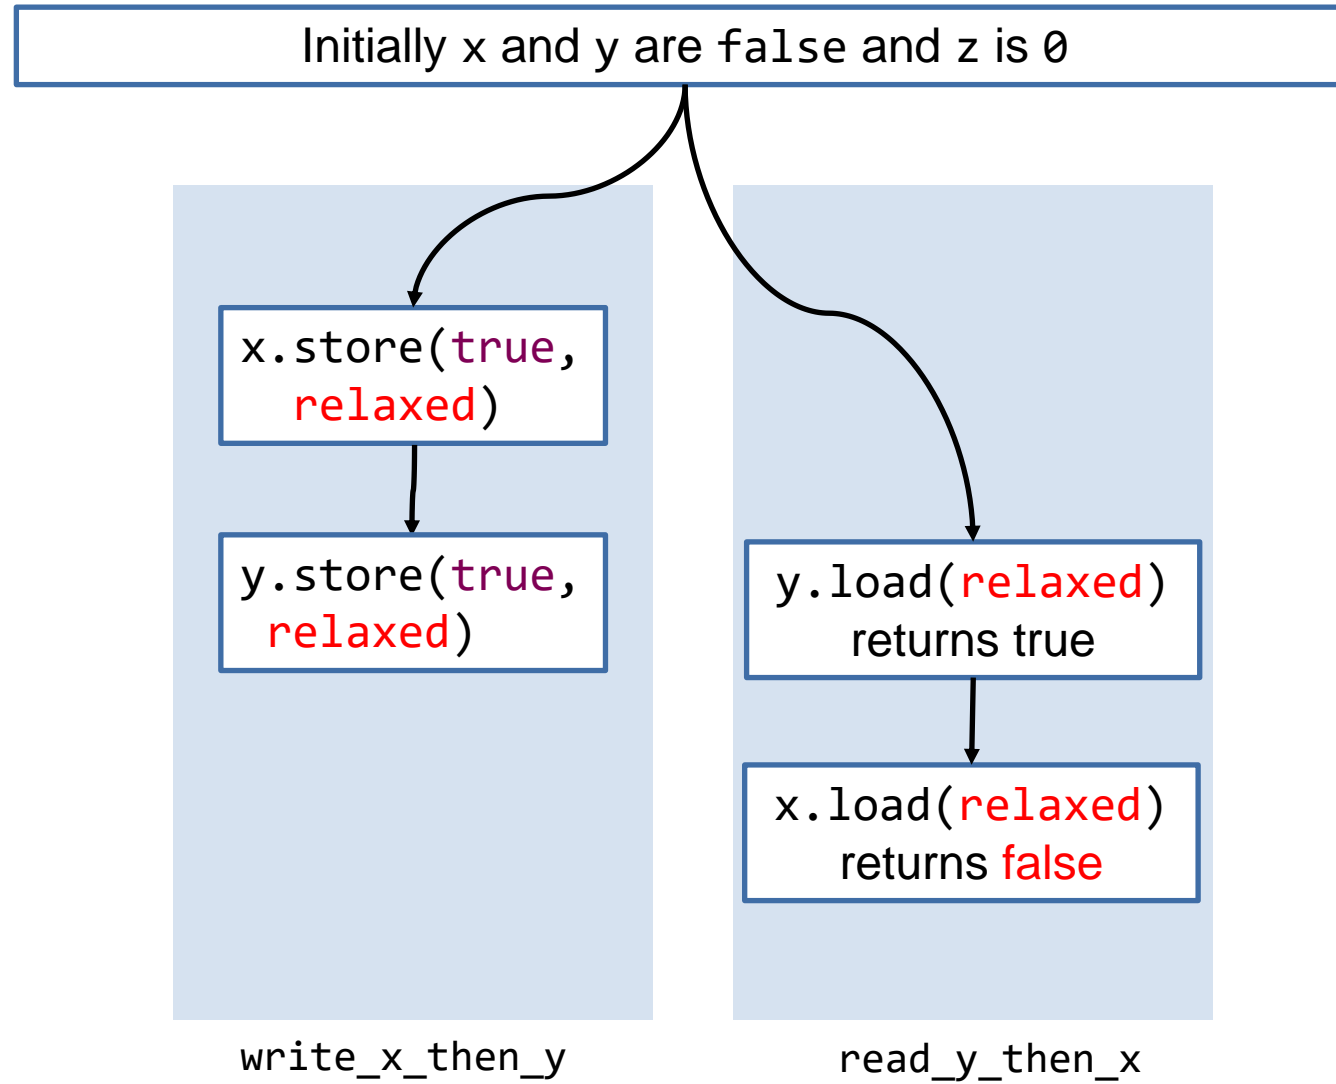 Initially x and y are false and z is 0
x.store(true,
relaxed)
y.store(true,
relaxed)
y.load(relaxed)
returns true
x.load(relaxed)
returns false
write_x_then_y
read_y_then_x